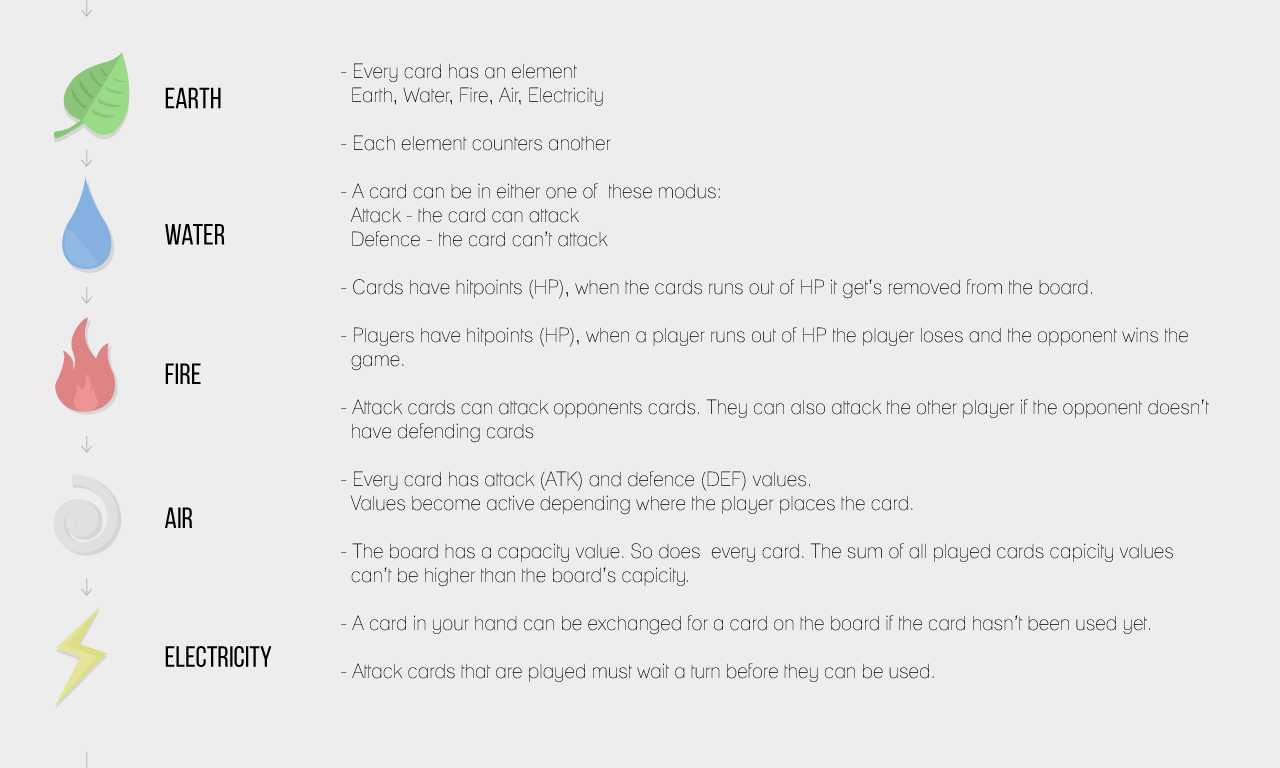 EARTH
WATER
FIRE
AIR
ELECTRICITY
- Every card has an element
Earth, Water, Fire, Air, Electricity
- Each element counters another
- A card can be in either one of  these modus:
Attack - the card can attack
Defence - the card can't attack
- Cards have hitpoints (HP), when the cards runs out of HP it get's removed from the board.
- Players have hitpoints (HP), when a player runs out of HP the player loses and the opponent wins the
game.
- Attack cards can attack opponents cards. They can also attack the other player if the opponent doesn't
have defending cards
- Every card has attack (ATK) and defence (DEF) values.
Values become active depending where the player places the card.
- The board has a capacity value. So does  every card. The sum of all played cards capicity values
can't be higher than the board's capicity.
- A card in your hand can be exchanged for a card on the board if the card hasn't been used yet.
- Attack cards that are played must wait a turn before they can be used.